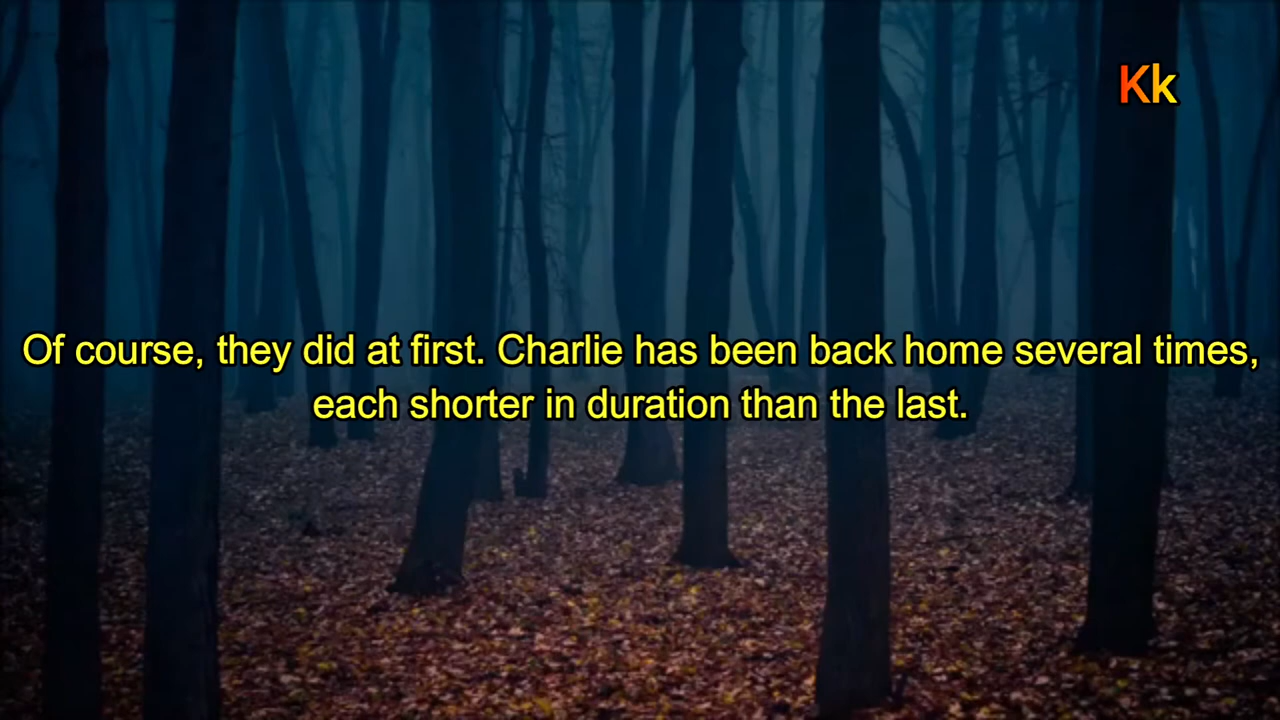 Kk
Of course, they did at first. Charlie has been back home several times,
each shorter in duration than the last.